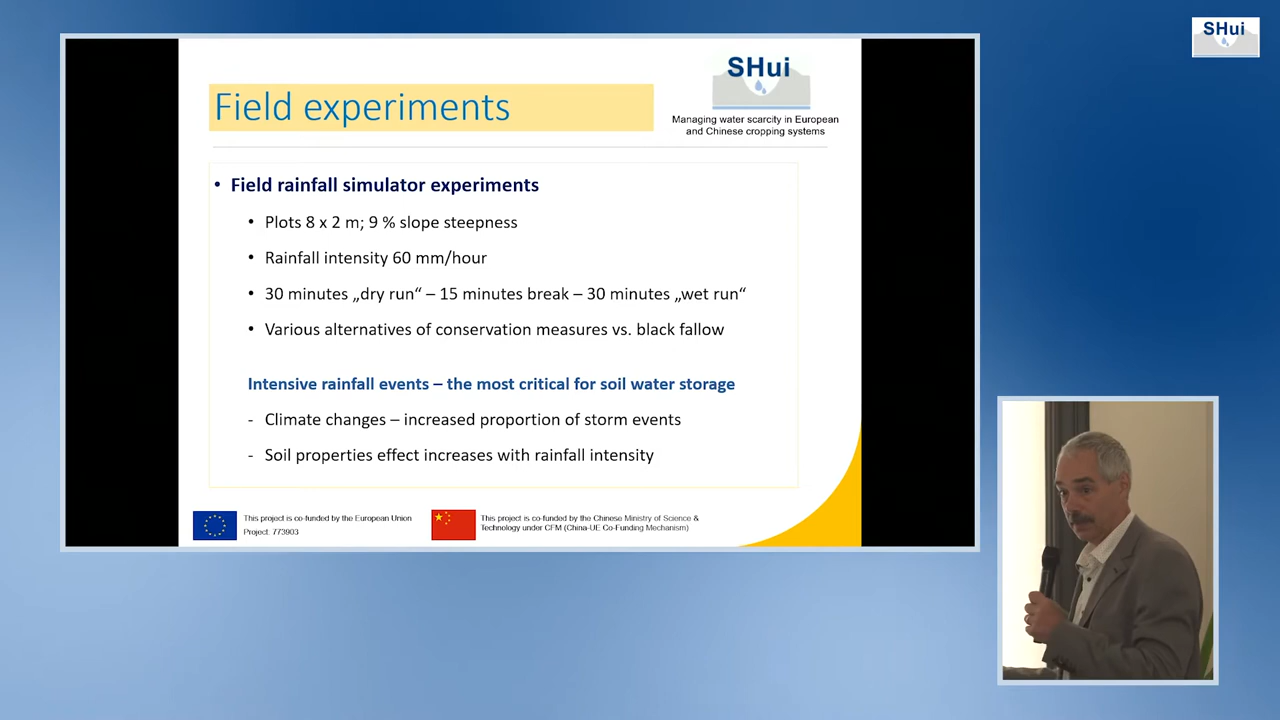 SHui
SHui
Managing water scarcity in European
and Chinese cropping systems
Field experiments
• Field rainfall simulator experiments
• Plots 8 x 2 m; 9 % slope steepness
• Rainfall intensity 60 mm/hour
• 30 minutes „dry run“ – 15 minutes break – 30 minutes „wet run“
• Various alternatives of conservation measures vs. black fallow
Intensive rainfall events – the most critical for soil water storage
- Climate changes – increased proportion of storm events
- Soil properties effect increases with rainfall intensity
This project is co-funded by the European Union
Project: 773903
This project is co-funded by the Chinese Ministry of Science &
Technology under CFM (China-UE Co-Funding Mechanism)